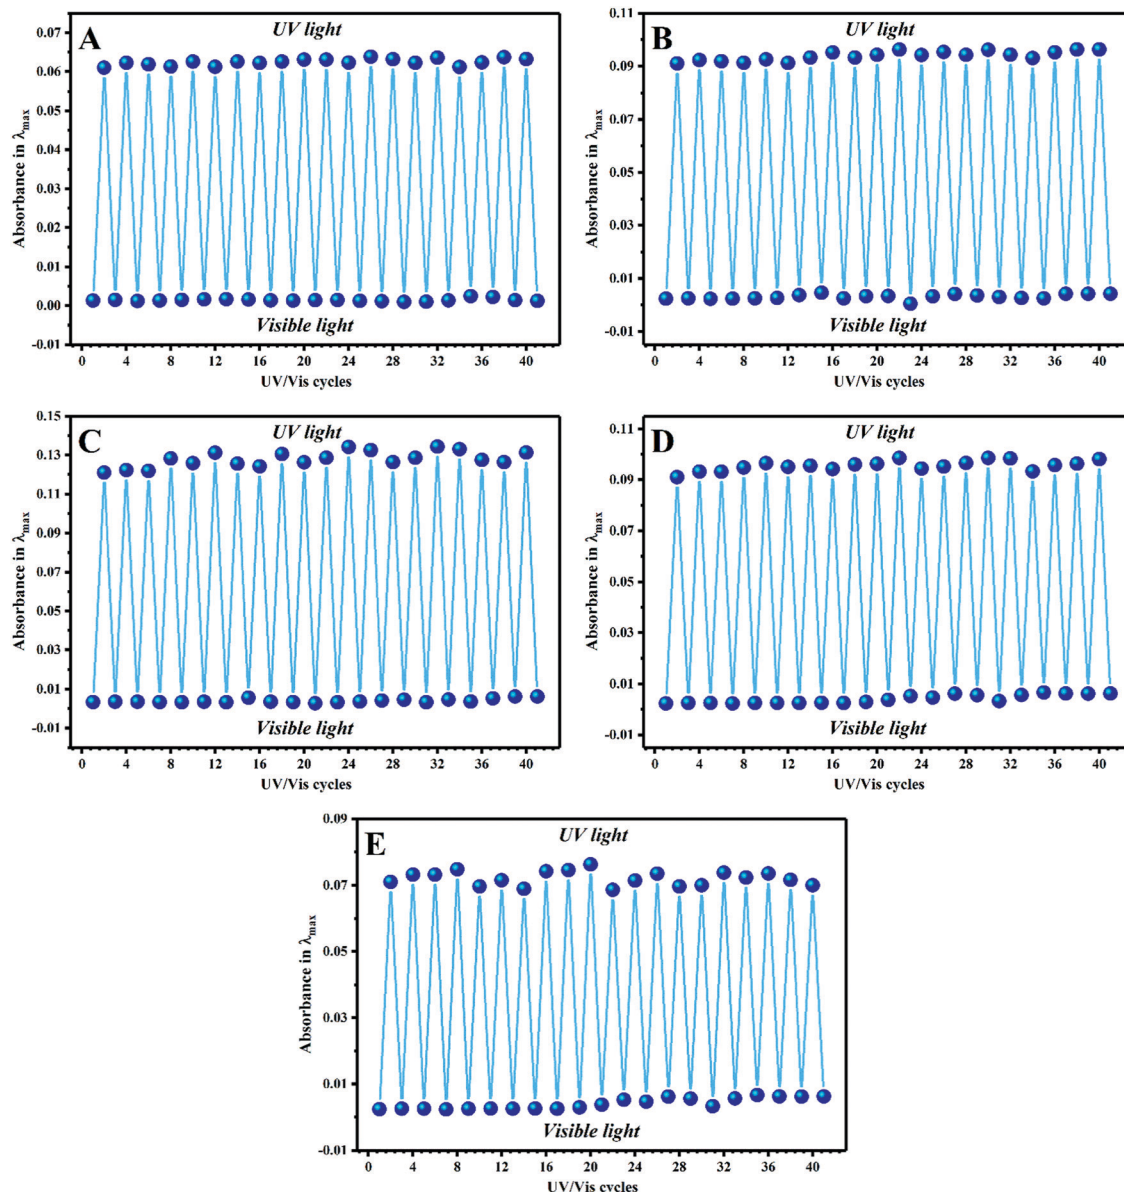 A
UV light
0.07
0.06
0.05
0.04
0.03
0.02
0.01
0.00
-0.01
Absorbance in λmax
Visible light
0 4 8 12 16 20 24 28 32 36 40
UV/Vis cycles
B
UV light
0.11
0.09
0.07
0.05
0.03
0.01
-0.01
Absorbance in λmax
Visible light
0 4 8 12 16 20 24 28 32 36 40
UV/Vis cycles
C
UV light
0.15
0.13
0.11
0.09
0.07
0.05
0.03
0.01
-0.01
Absorbance in λmax
Visible light
0 4 8 12 16 20 24 28 32 36 40
UV/Vis cycles
D
UV light
0.11
0.09
0.07
0.05
0.03
0.01
-0.01
Absorbance in λmax
Visible light
0 4 8 12 16 20 24 28 32 36 40
UV/Vis cycles
E
UV light
0.09
0.07
0.05
0.03
0.01
-0.01
Absorbance in λmax
Visible light
0 4 8 12 16 20 24 28 32 36 40
UV/Vis cycles